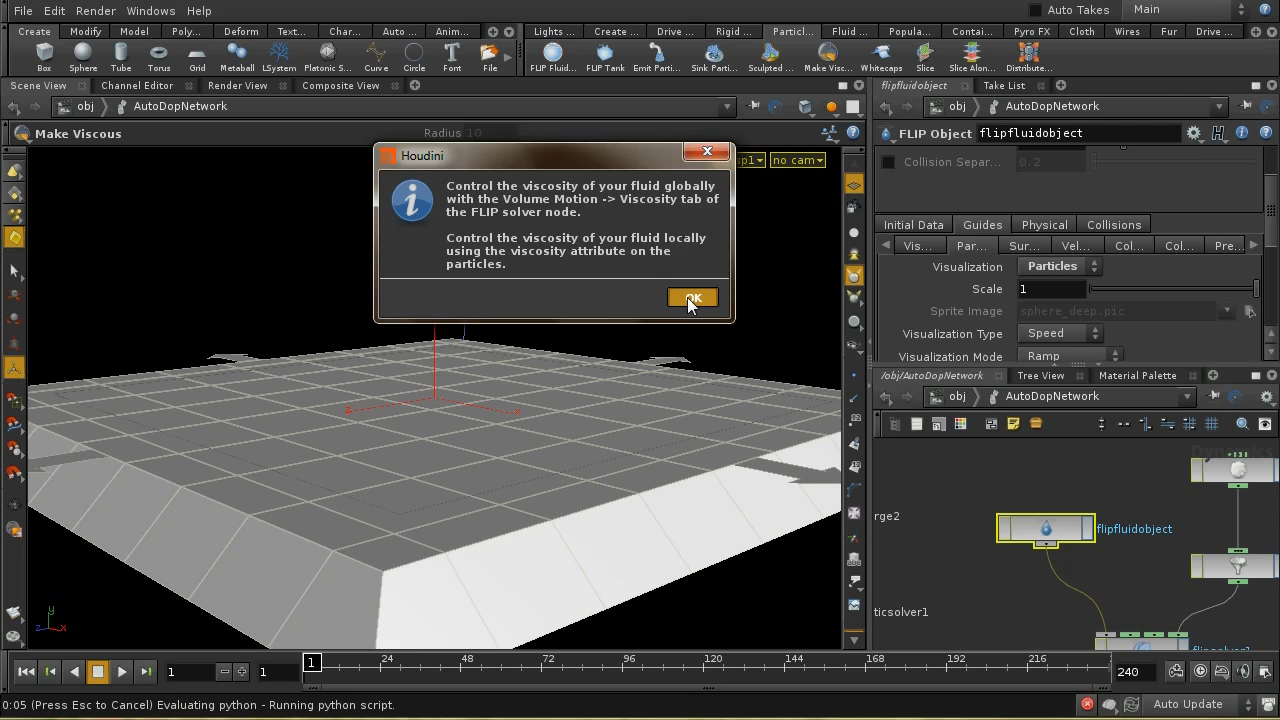 File Edit Render Windows Help Auto Takes Main
Create Modify Model Poly... Deform Text... Char... Auto ... Anim... Lights ... Create ... Drive ... Rigid ... Particl... Fluid ... Popula... Contai... Pyro FX Cloth Wires Fur Drive ...
Box Sphere Tube Torus Grid Metaball LSystem Platonic S... Curve Circle Font File FLIP Fluid... FLIP Tank Emit Parti... Sink Parti... Sculpted ... Make Visc... Whitecaps Slice Slice Alon... Distribute...
Scene View Channel Editor Render View Composite View flipfluidobject Take List
obj AutoDopNetwork obj AutoDopNetwork
Make Viscous Radius 10 FLIP Object flipfluidobject
Houdini
no cam
Collision Separ... 0.2
Control the viscosity of your fluid globally
with the Volume Motion -> Viscosity tab of
the FLIP solver node.
Control the viscosity of your fluid locally
using the viscosity attribute on the
particles.
OK
Initial Data Guides Physical Collisions
Vis... Par... Sur... Vel... Col... Col... Pre...
Visualization Particles
Scale 1
Sprite Image sphere_deep.pic
Visualization Type Speed
Visualization Mode Ramp
/obj/AutoDopNetwork Tree View Material Palette
obj AutoDopNetwork
rge2
flipfluidobject
ticsolver1
z x
y
z x
1 1 1 24 48 72 96 120 144 168 192 216 240
0:05 (Press Esc to Cancel) Evaluating python - Running python script. Auto Update